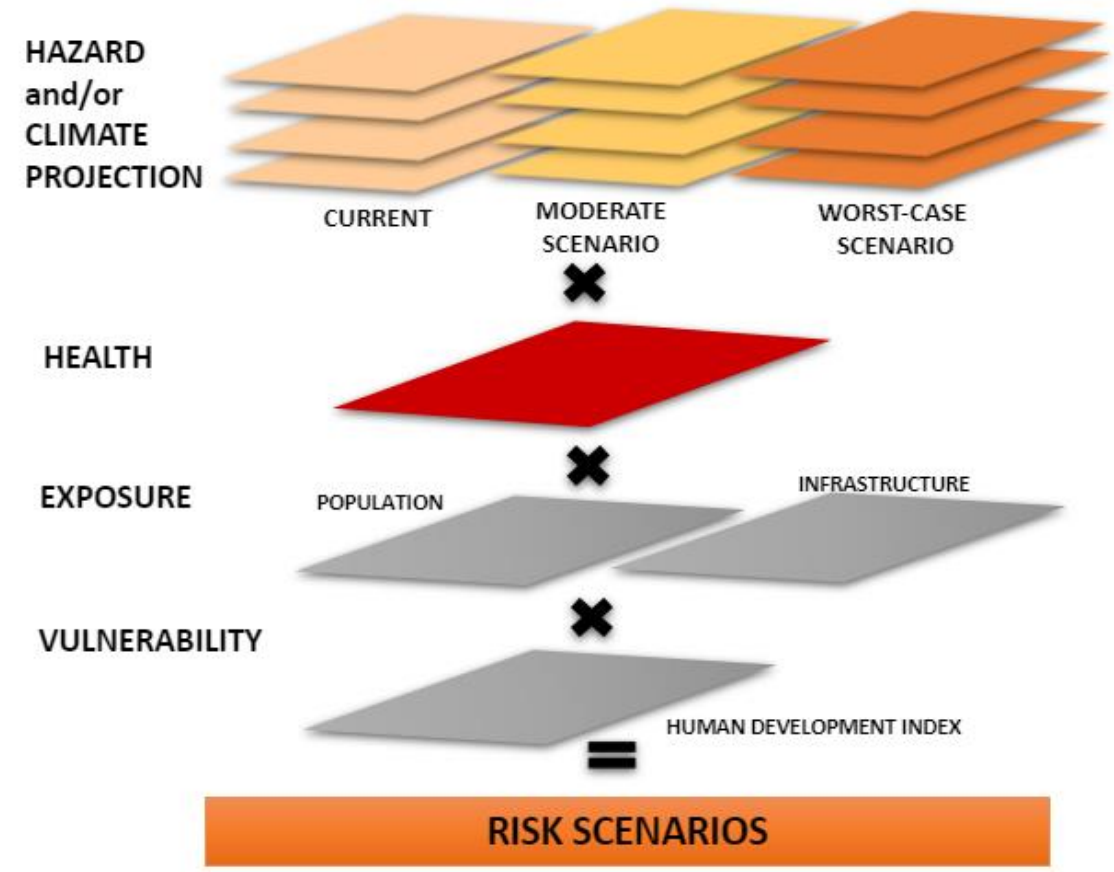 HAZARD
and/or
CLIMATE
PROJECTION
CURRENT
MODERATE
SCENARIO
WORST-CASE
SCENARIO
HEALTH
EXPOSURE
POPULATION
INFRASTRUCTURE
VULNERABILITY
HUMAN DEVELOPMENT INDEX
RISK SCENARIOS